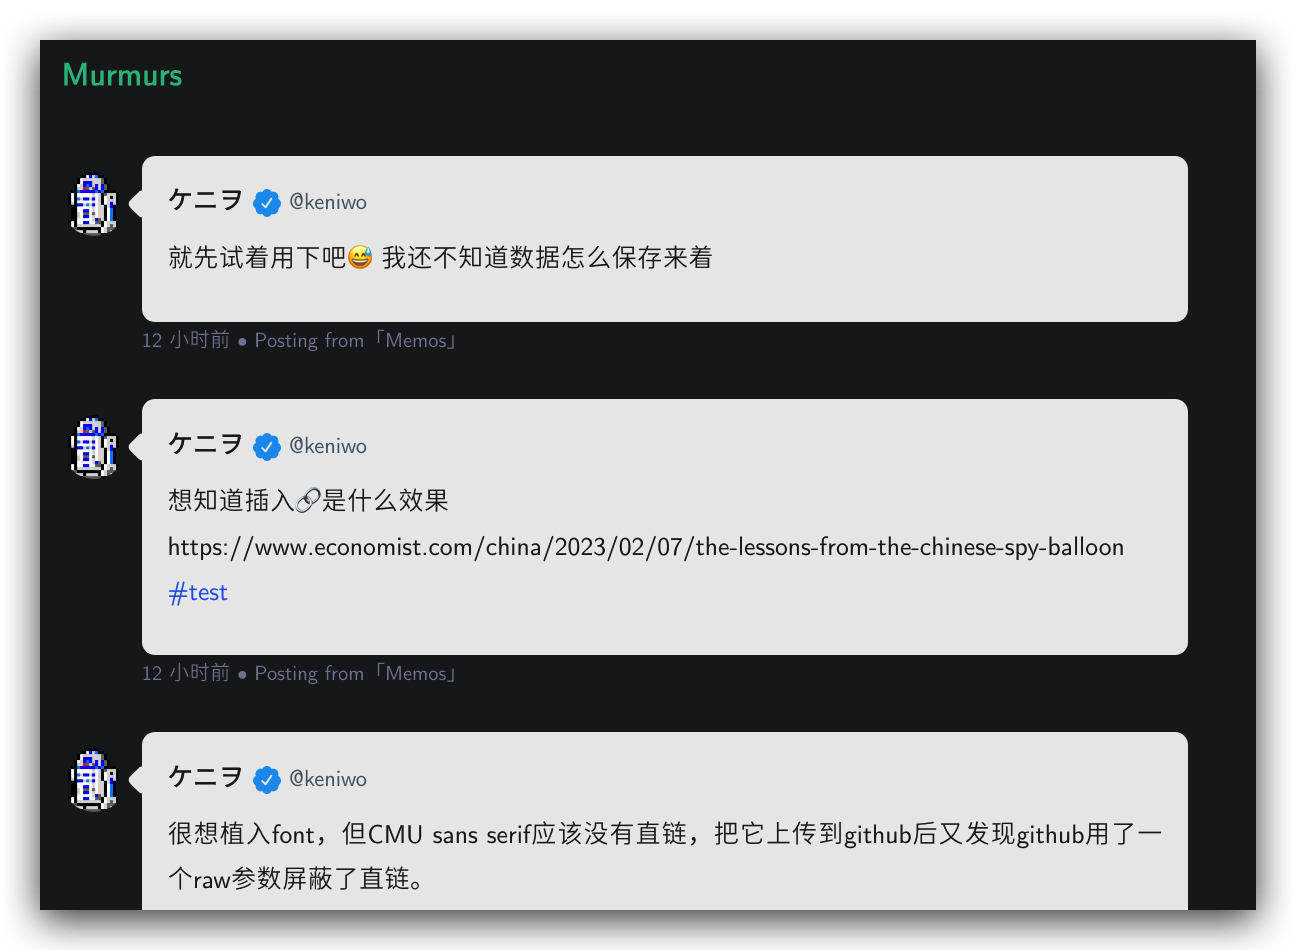 Murmurs
ケニヲ @keniwo
就先试着用下吧😅 我还不知道数据怎么保存来着
12 小时前 • Posting from「Memos」
ケニヲ @keniwo
想知道插入🔗是什么效果
https://www.economist.com/china/2023/02/07/the-lessons-from-the-chinese-spy-balloon
#test
12 小时前 • Posting from「Memos」
ケニヲ @keniwo
很想植入font，但CMU sans serif应该没有直链，把它上传到github后又发现github用了一
个raw参数屏蔽了直链。